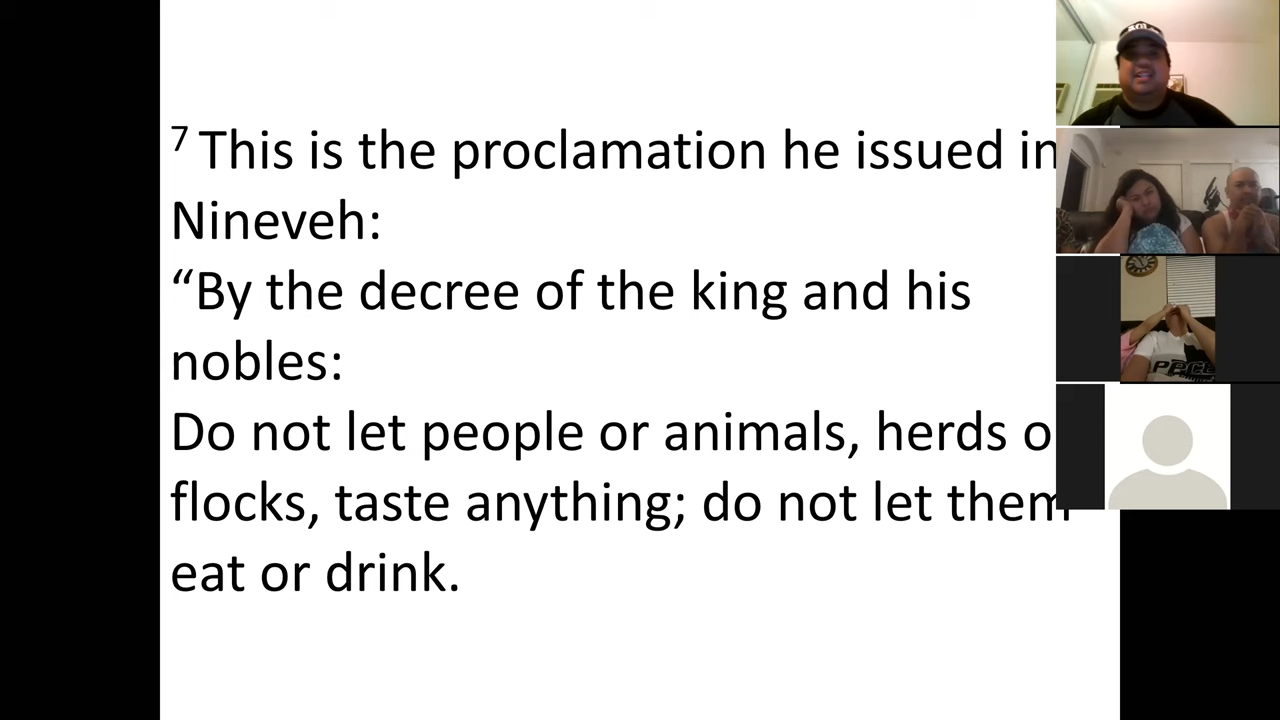 7 This is the proclamation he issued in
Nineveh:
“By the decree of the king and his
nobles:
Do not let people or animals, herds o
flocks, taste anything; do not let them
eat or drink.